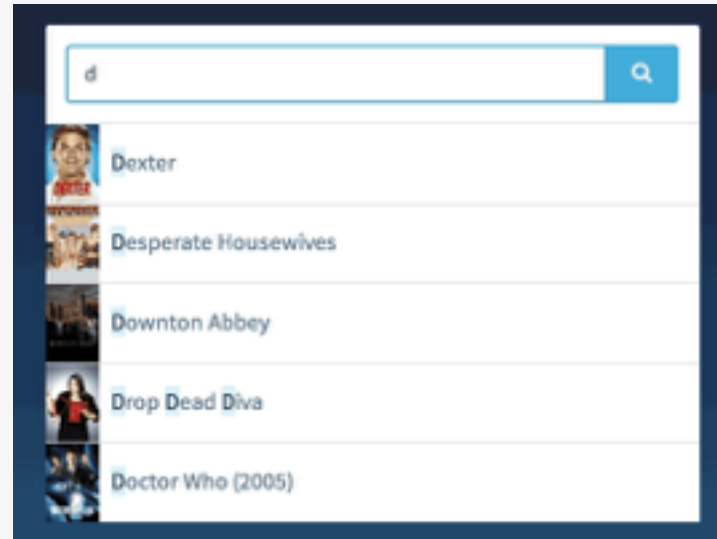 d
Dexter
Desperate Housewives
Downton Abbey
Drop Dead Diva
Doctor Who (2005)